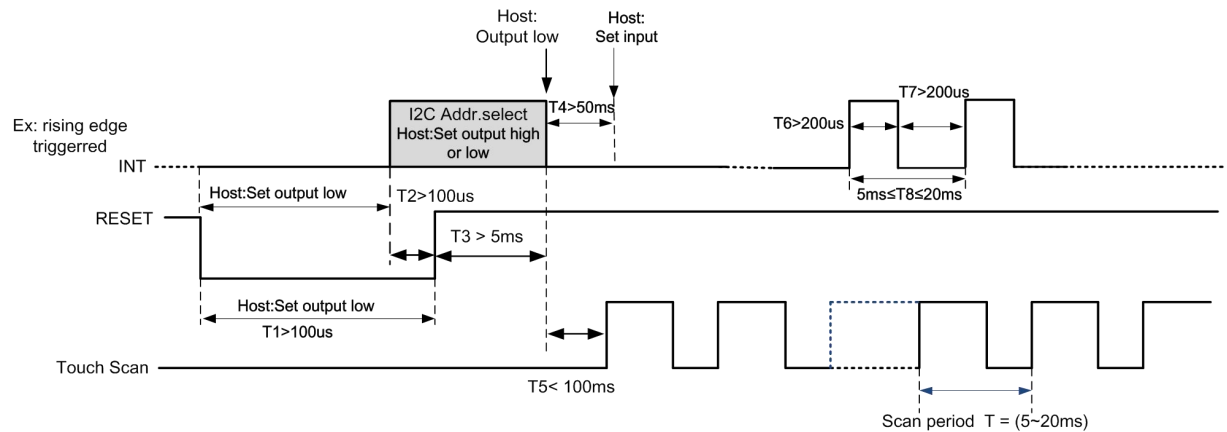 Host:
Output low
Host:
Set input
Ex: rising edge
triggerred
I2C Addr.select
Host:Set output high
or low
T4>50ms
T6>200us
T7>200us
INT
5ms≤T8≤20ms
Host:Set output low
T2>100us
RESET
T3 > 5ms
Host:Set output low
T1>100us
Touch Scan
T5< 100ms
Scan period T = (5~20ms)